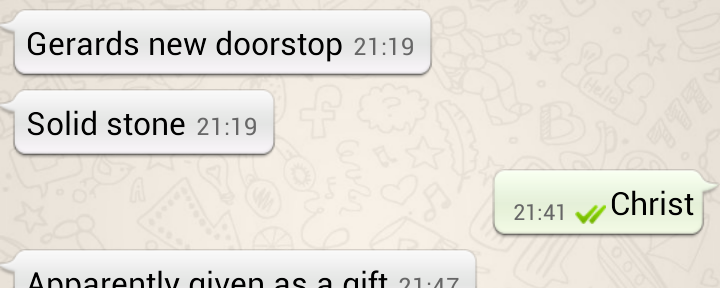 Gerards new doorstop 21:19
Solid stone 21:19
21:41 Christ
Apparently given as a gift 21:47